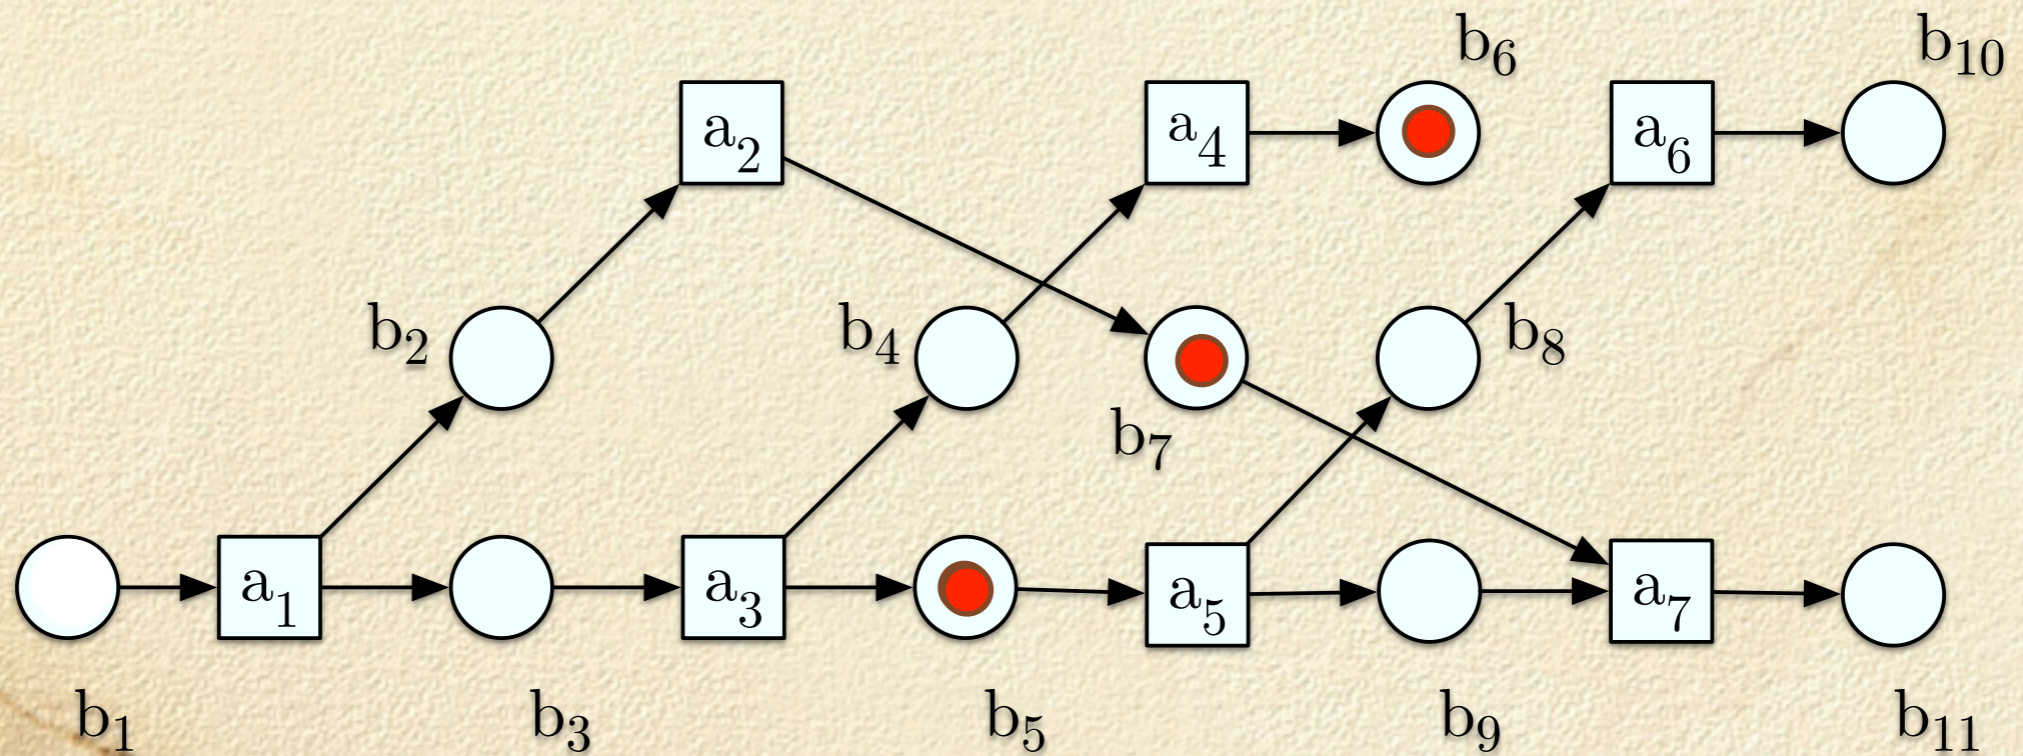 b₆ b₁₀
a₂ a₄ a₆
b₂ b₄ b₈
b₇
a₁ a₃ a₅ a₇
b₁ b₃ b₅ b₉ b₁₁